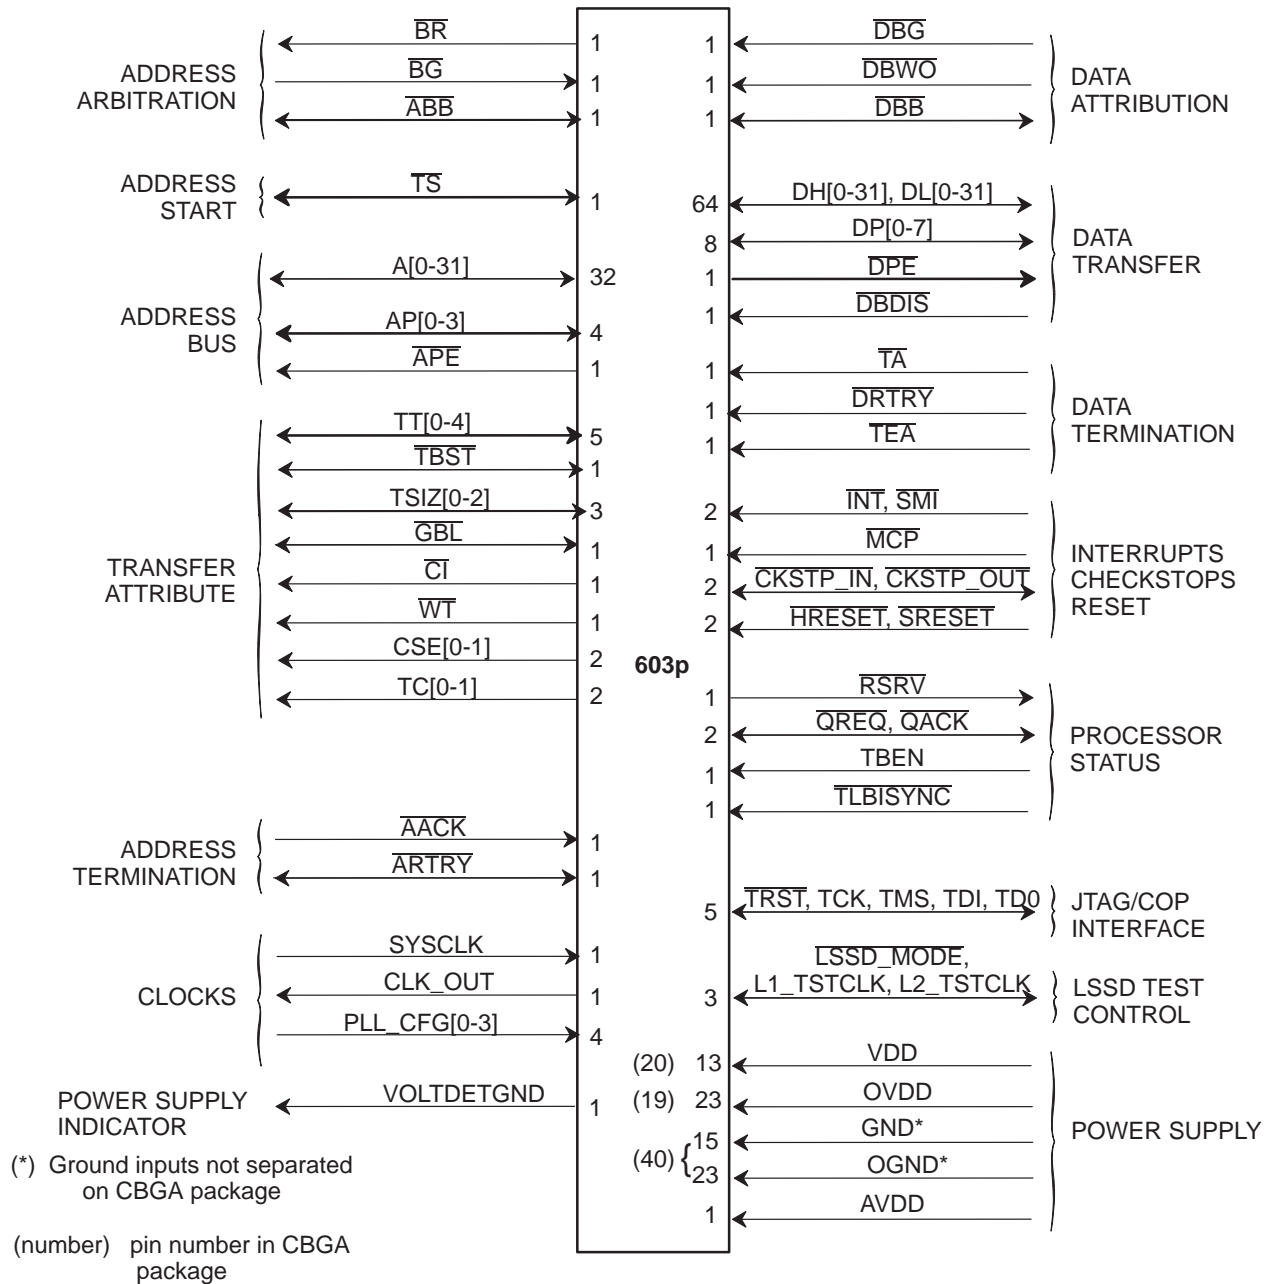 ADDRESS
ARBITRATION
BR 1
BG 1
ABB 1
ADDRESS
START
TS 1
ADDRESS
BUS
A[0-31] 32
AP[0-3] 4
APE 1
TRANSFER
ATTRIBUTE
TT[0-4] 5
TBST 1
TSIZ[0-2] 3
GBL 1
CI 1
WT 1
CSE[0-1] 2
TC[0-1] 2
ADDRESS
TERMINATION
AACK 1
ARTRY 1
CLOCKS
SYSCLK 1
CLK_OUT 1
PLL_CFG[0-3] 4
POWER SUPPLY
INDICATOR
VOLTDETGND 1
(*) Ground inputs not separated
on CBGA package
(number) pin number in CBGA
package
603p
1 DBG
1 DBWO
1 DBB
DATA
ATTRIBUTION
64 DH[0-31], DL[0-31]
8 DP[0-7]
1 DPE
1 DBDIS
DATA
TRANSFER
1 TA
1 DRTRY
1 TEA
DATA
TERMINATION
2 INT, SMI
1 MCP
2 CKSTP_IN, CKSTP_OUT
2 HRESET, SRESET
INTERRUPTS
CHECKSTOPS
RESET
1 RSRV
2 QREQ, QACK
1 TBEN
1 TLBISYNC
PROCESSOR
STATUS
5 TRST, TCK, TMS, TDI, TD0
JTAG/COP
INTERFACE
LSSD_MODE,
3 L1_TSTCLK, L2_TSTCLK
LSSD TEST
CONTROL
(20) 13 VDD
(19) 23 OVDD
(40) { 15 GND*
23 OGND*
1 AVDD
POWER SUPPLY